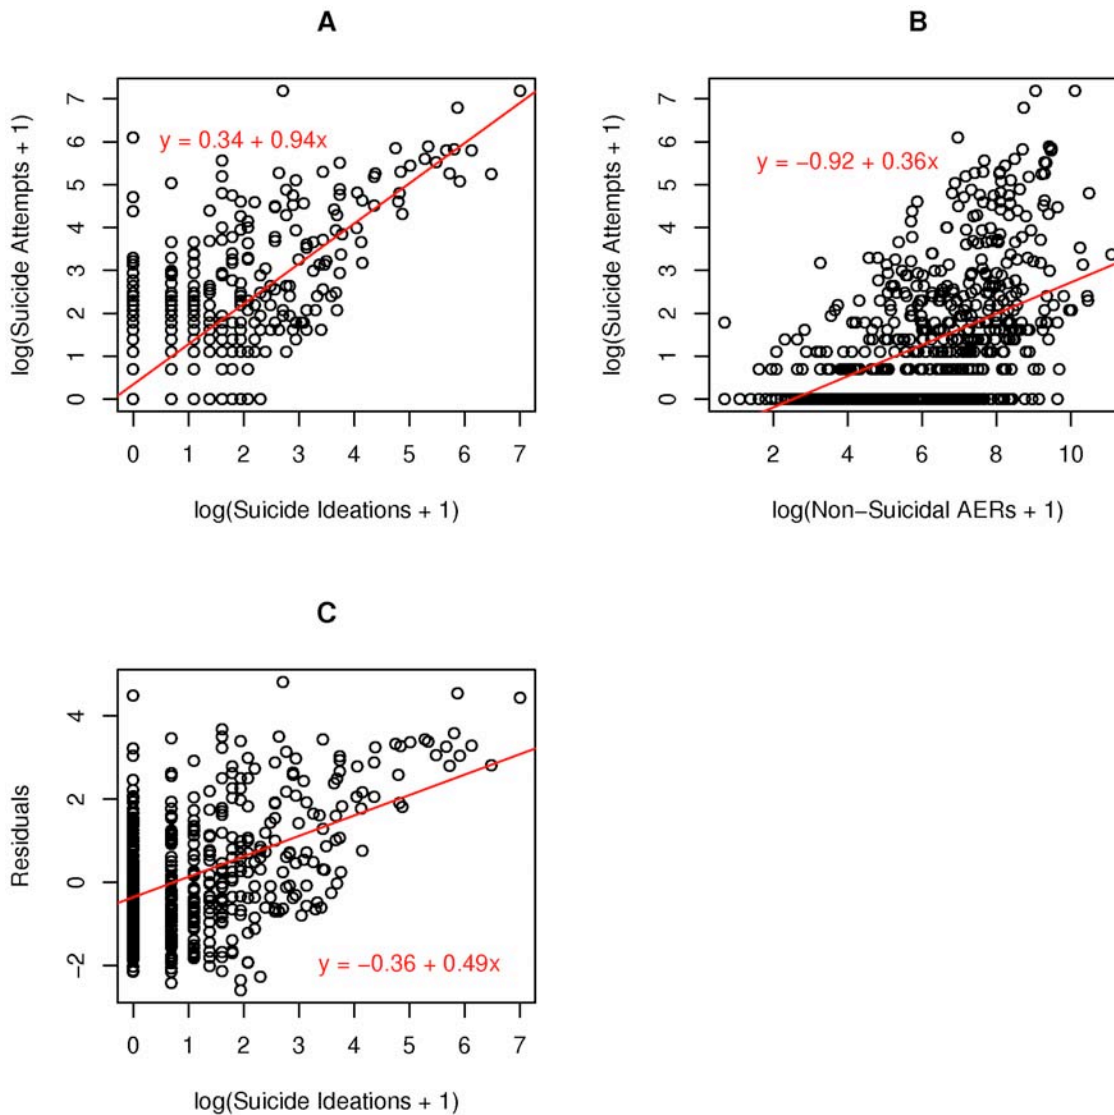 A
log(Suicide Attempts + 1)
7
6
5
4
3
2
1
0
y = 0.34 + 0.94x
0 1 2 3 4 5 6 7
log(Suicide Ideations + 1)
B
log(Suicide Attempts + 1)
7
6
5
4
3
2
1
0
y = −0.92 + 0.36x
2 4 6 8 10
log(Non−Suicidal AERs + 1)
C
Residuals
4
2
0
−2
y = −0.36 + 0.49x
0 1 2 3 4 5 6 7
log(Suicide Ideations + 1)